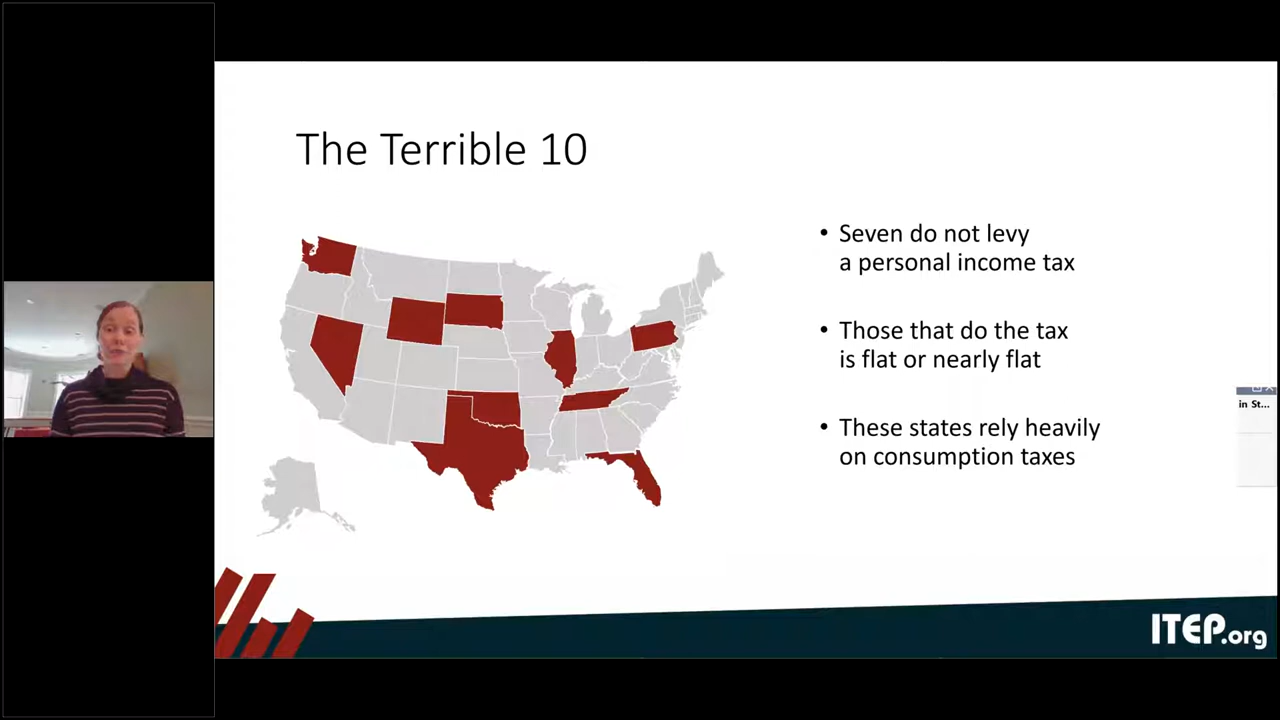 The Terrible 10
• Seven do not levy
a personal income tax
• Those that do the tax
is flat or nearly flat
• These states rely heavily
on consumption taxes
in St...
ITEP.org